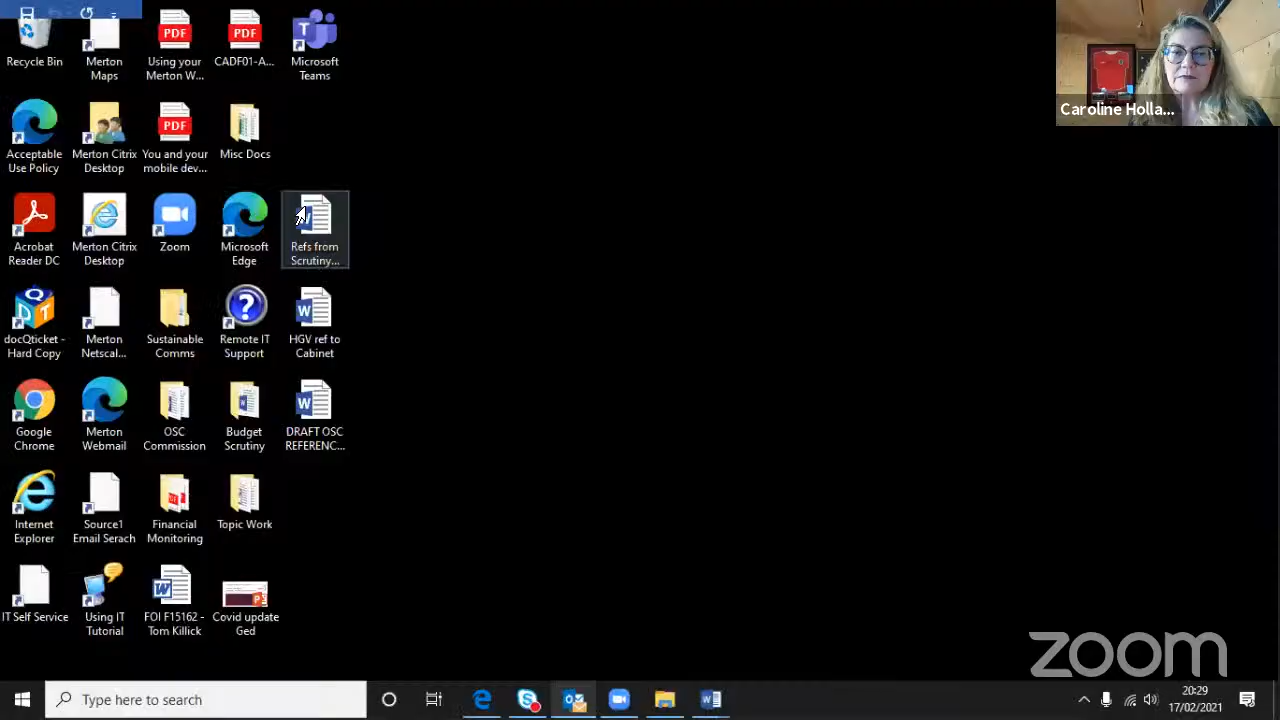 Recycle Bin
Merton
Maps
PDF
Using your
Merton W...
PDF
CADF01-A...
Microsoft
Teams
Caroline Holla...
Acceptable
Use Policy
Merton Citrix
Desktop
PDF
You and your
mobile dev...
Misc Docs
Acrobat
Reader DC
Merton Citrix
Desktop
Zoom
Microsoft
Edge
Refs from
Scrutiny...
docQticket -
Hard Copy
Merton
Netscal...
Sustainable
Comms
Remote IT
Support
HGV ref to
Cabinet
Google
Chrome
Merton
Webmail
OSC
Commission
Budget
Scrutiny
DRAFT OSC
REFERENC...
Internet
Explorer
Source1
Email Serach
Financial
Monitoring
Topic Work
IT Self Service
Using IT
Tutorial
FOI F15162 -
Tom Killick
Covid update
Ged
zoom
Type here to search
20:29
17/02/2021